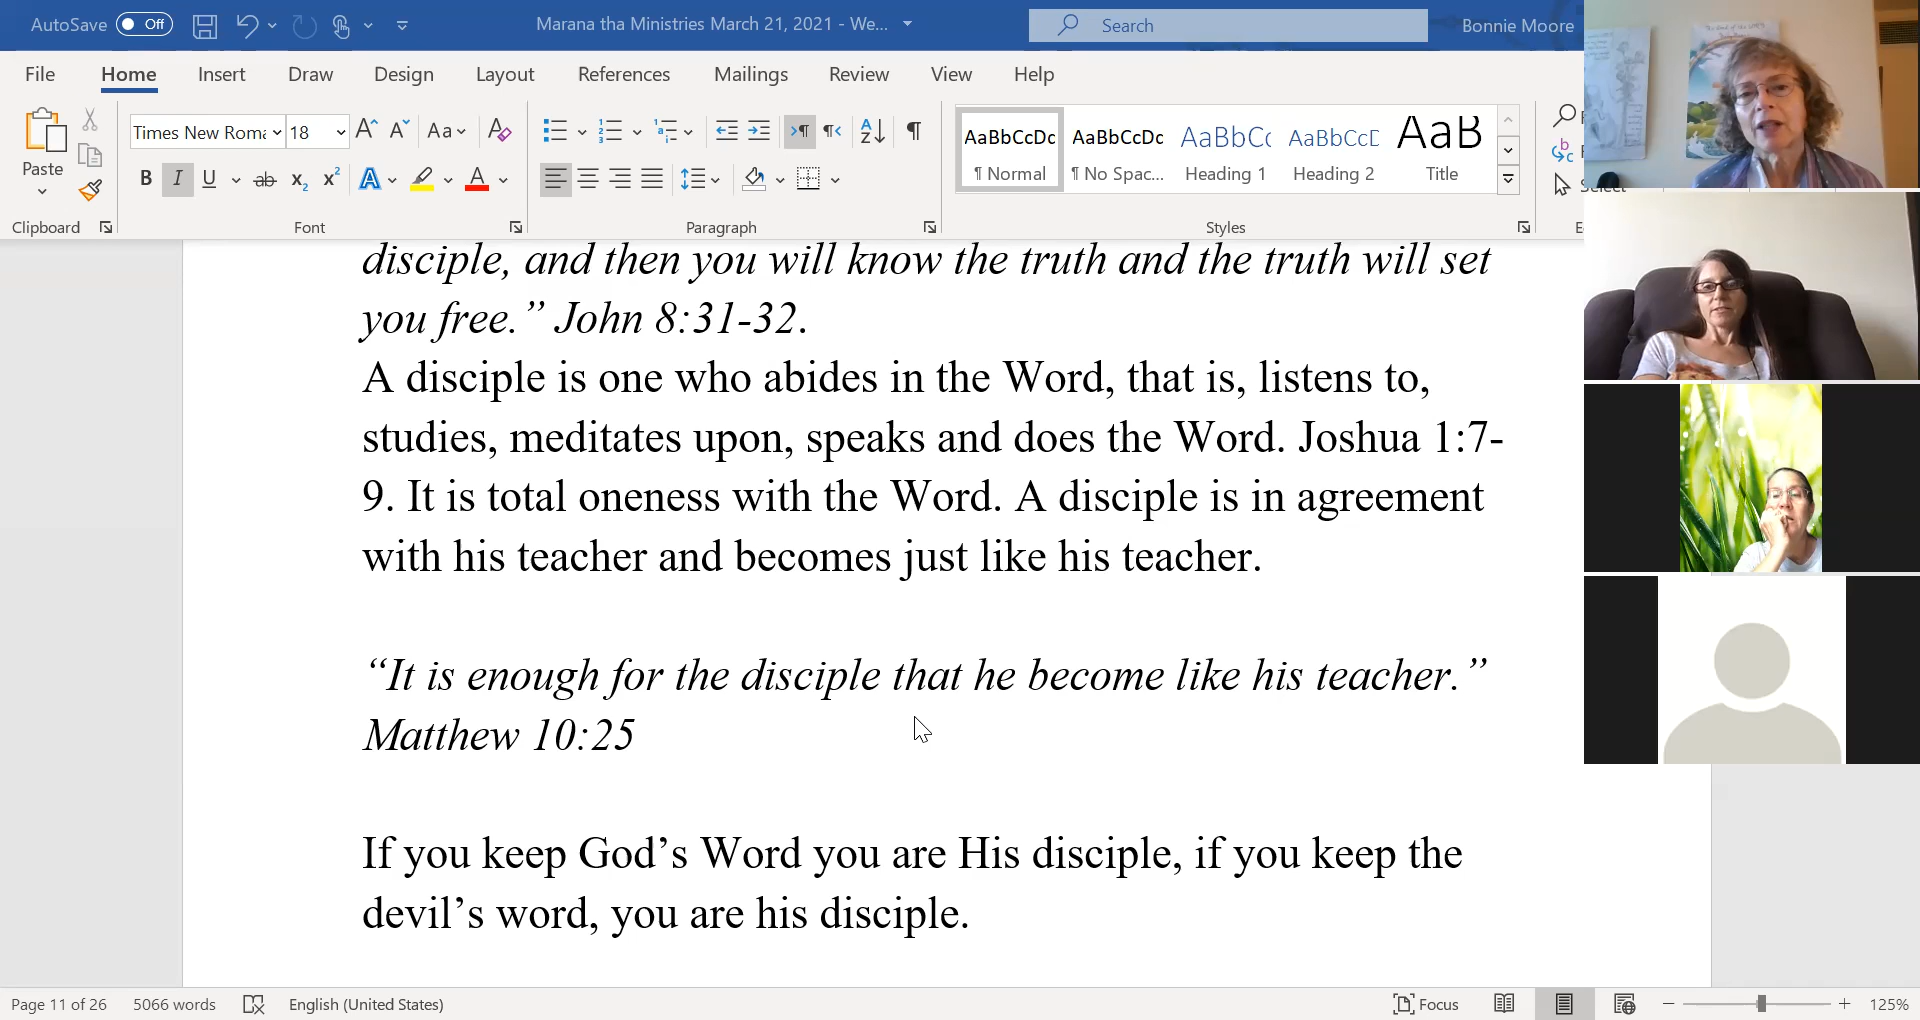 AutoSave Off Marana tha Ministries March 21, 2021 - We... Search Bonnie Moore
File Home Insert Draw Design Layout References Mailings Review View Help
Paste
Times New Roma 18 Aa
B I U ab x2 x2 A A
A Z
AaBbCcDc AaBbCcDc AaBbC AaBbCcD AaB
¶ Normal ¶ No Spac... Heading 1 Heading 2 Title
Select
Clipboard Font Paragraph Styles
disciple, and then you will know the truth and the truth will set
you free.” John 8:31-32.
A disciple is one who abides in the Word, that is, listens to,
studies, meditates upon, speaks and does the Word. Joshua 1:7-
9. It is total oneness with the Word. A disciple is in agreement
with his teacher and becomes just like his teacher.
“It is enough for the disciple that he become like his teacher.”
Matthew 10:25
If you keep God’s Word you are His disciple, if you keep the
devil’s word, you are his disciple.
Page 11 of 26 5066 words English (United States) Focus 125%